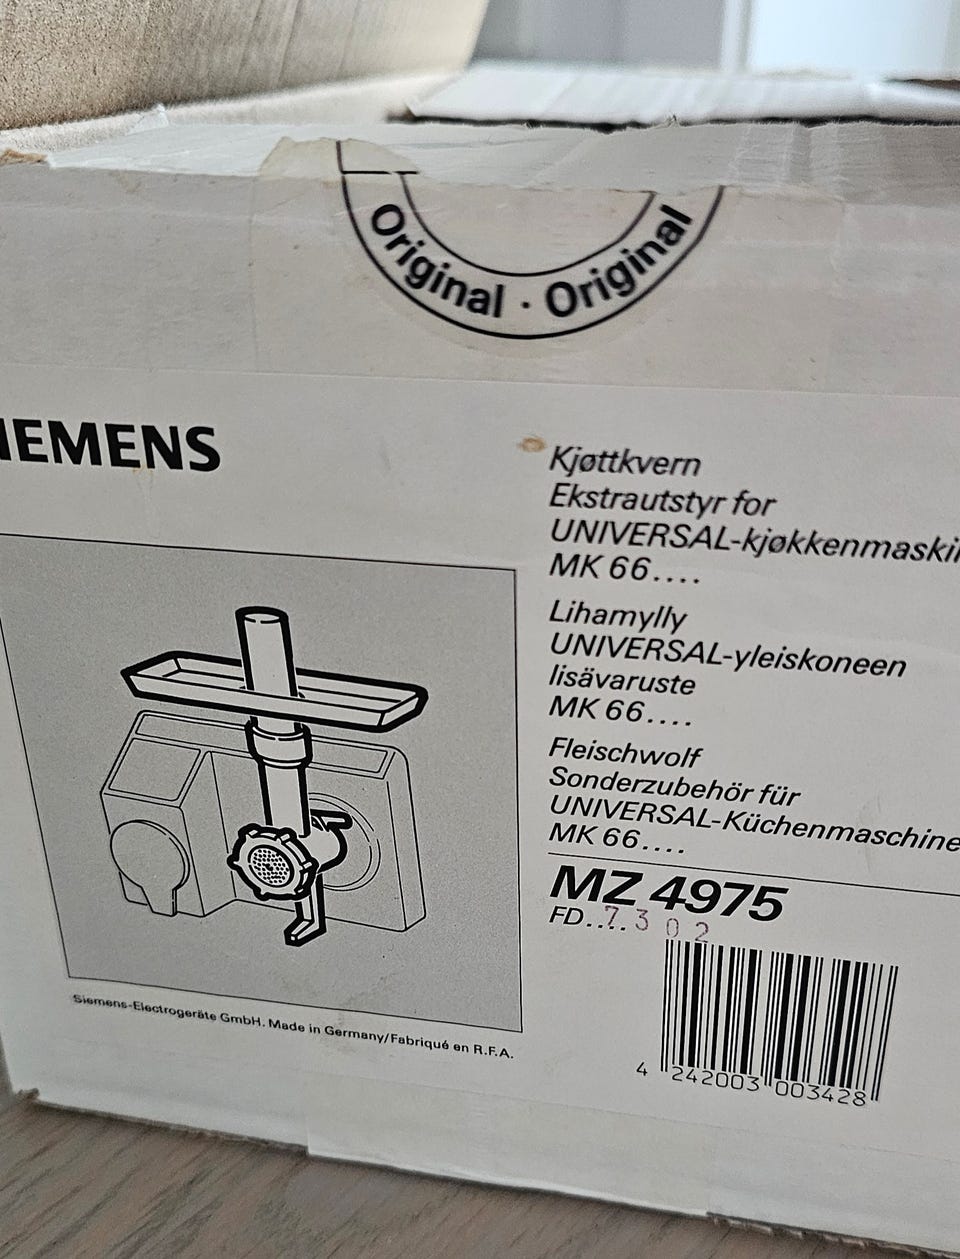 Original · Original
IEMENS
Kjøttkvern
Ekstrautstyr for
UNIVERSAL-kjøkkenmaski
MK 66....
Lihamylly
UNIVERSAL-yleiskoneen
lisävaruste
MK 66....
Fleischwolf
Sonderzubehör für
UNIVERSAL-Küchenmaschine
MK 66....
MZ 4975
FD.... 7302
4 242003 003428
Siemens-Electrogeräte GmbH. Made in Germany/Fabriqué en R.F.A.